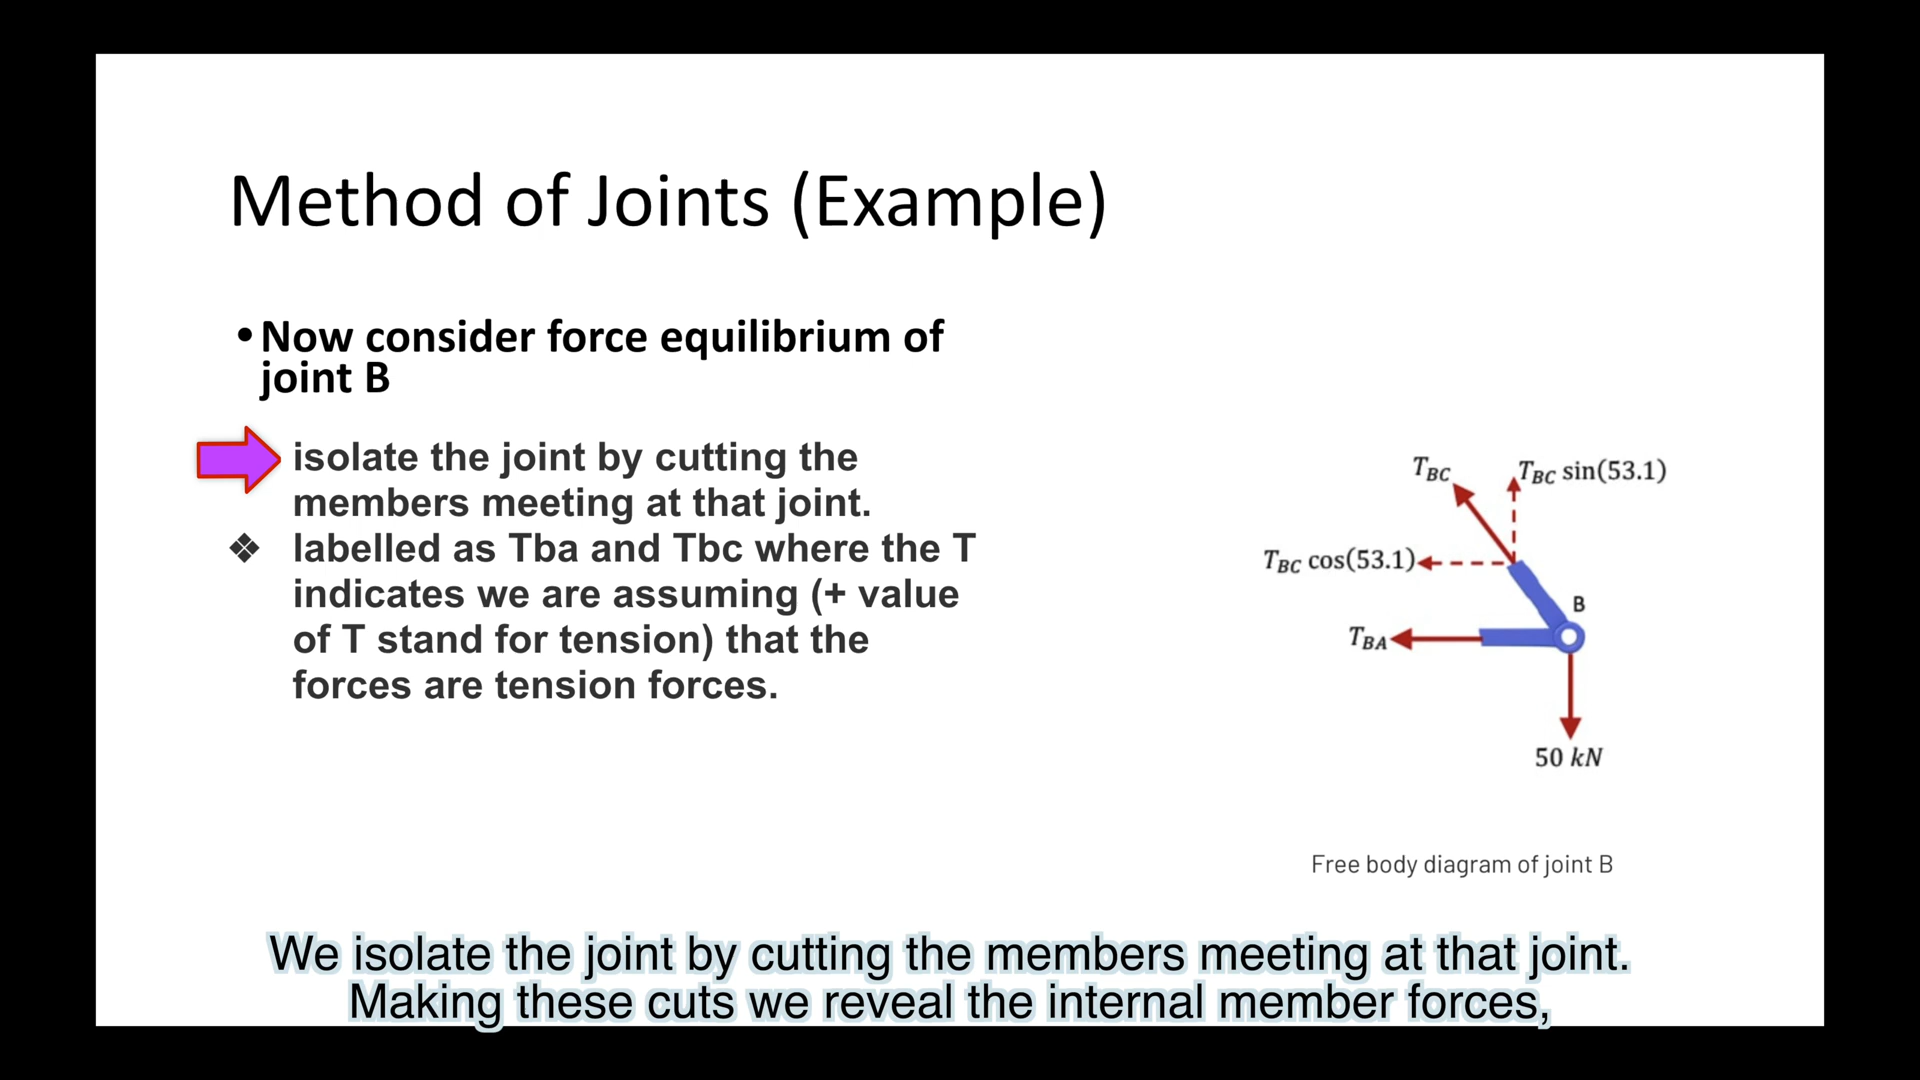 Method of Joints (Example)
•Now consider force equilibrium of
joint B
isolate the joint by cutting the
members meeting at that joint.
❖ labelled as Tba and Tbc where the T
indicates we are assuming (+ value
of T stand for tension) that the
forces are tension forces.
T_BC
T_BC sin(53.1)
T_BC cos(53.1)
B
T_BA
50 kN
Free body diagram of joint B
We isolate the joint by cutting the members meeting at that joint.
Making these cuts we reveal the internal member forces,